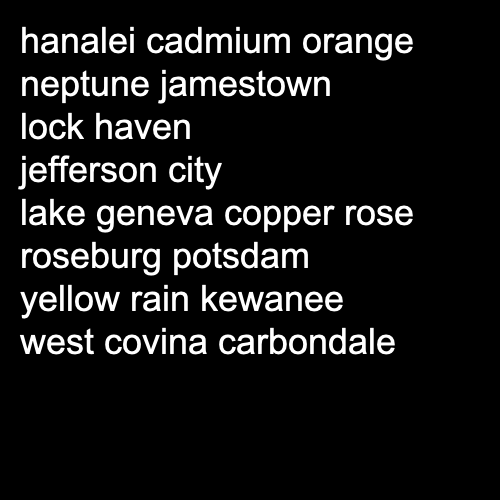 hanalei cadmium orange
neptune jamestown
lock haven
jefferson city
lake geneva copper rose
roseburg potsdam
yellow rain kewanee
west covina carbondale